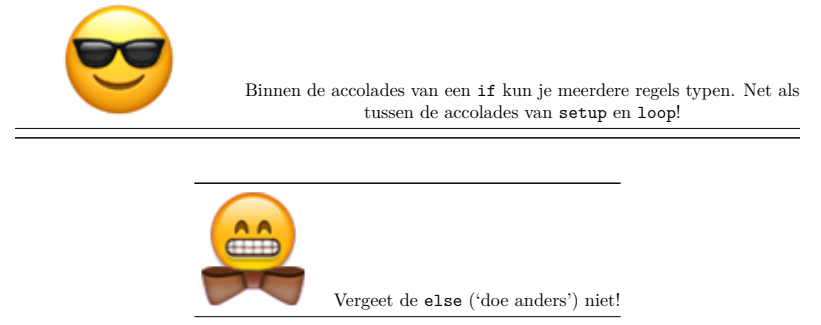 Binnen de accolades van een if kun je meerdere regels typen. Net als
tussen de accolades van setup en loop!
Vergeet de else (‘doe anders’) niet!